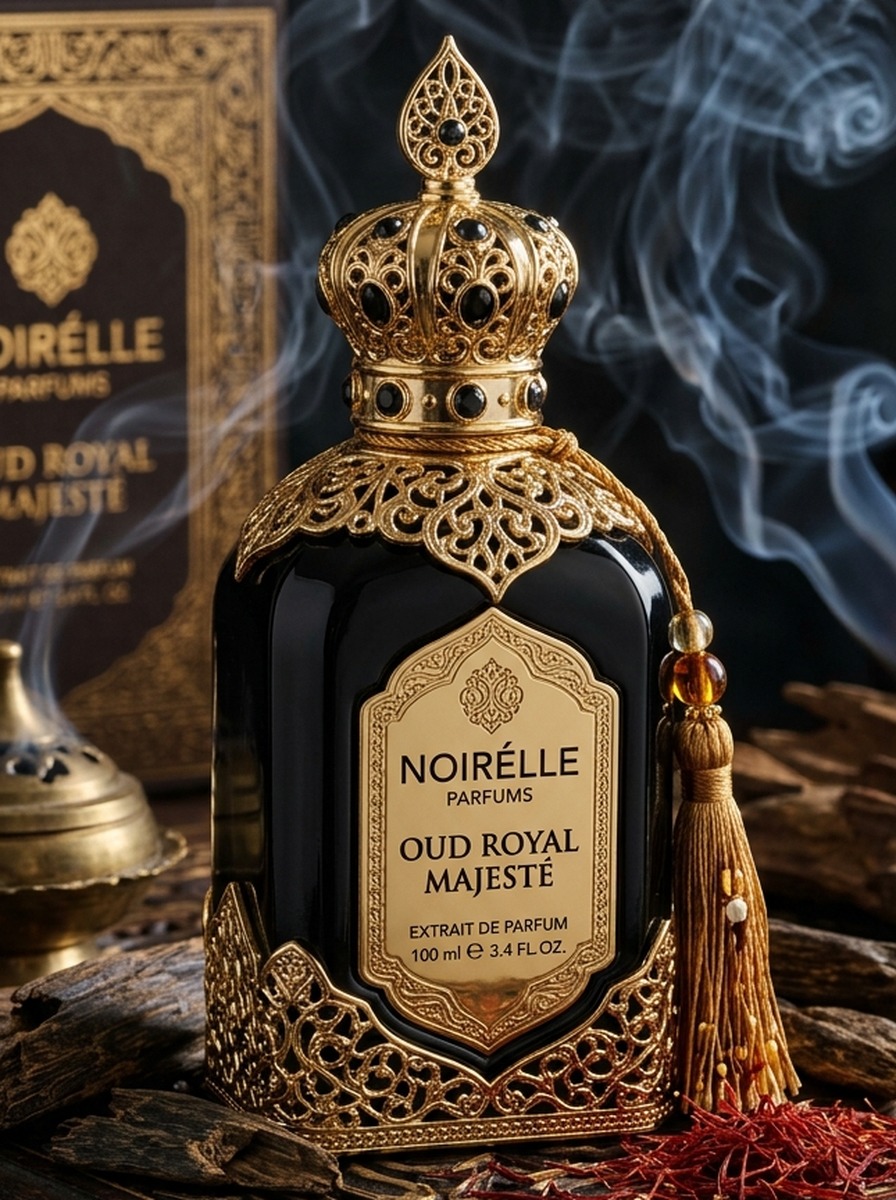 OIRÉLLE
PARFUMS
UD ROYAL
MAJESTÉ
NOIRÉLLE
PARFUMS
OUD ROYAL
MAJESTÉ
EXTRAIT DE PARFUM
100 ml ℮ 3.4 FL.OZ.